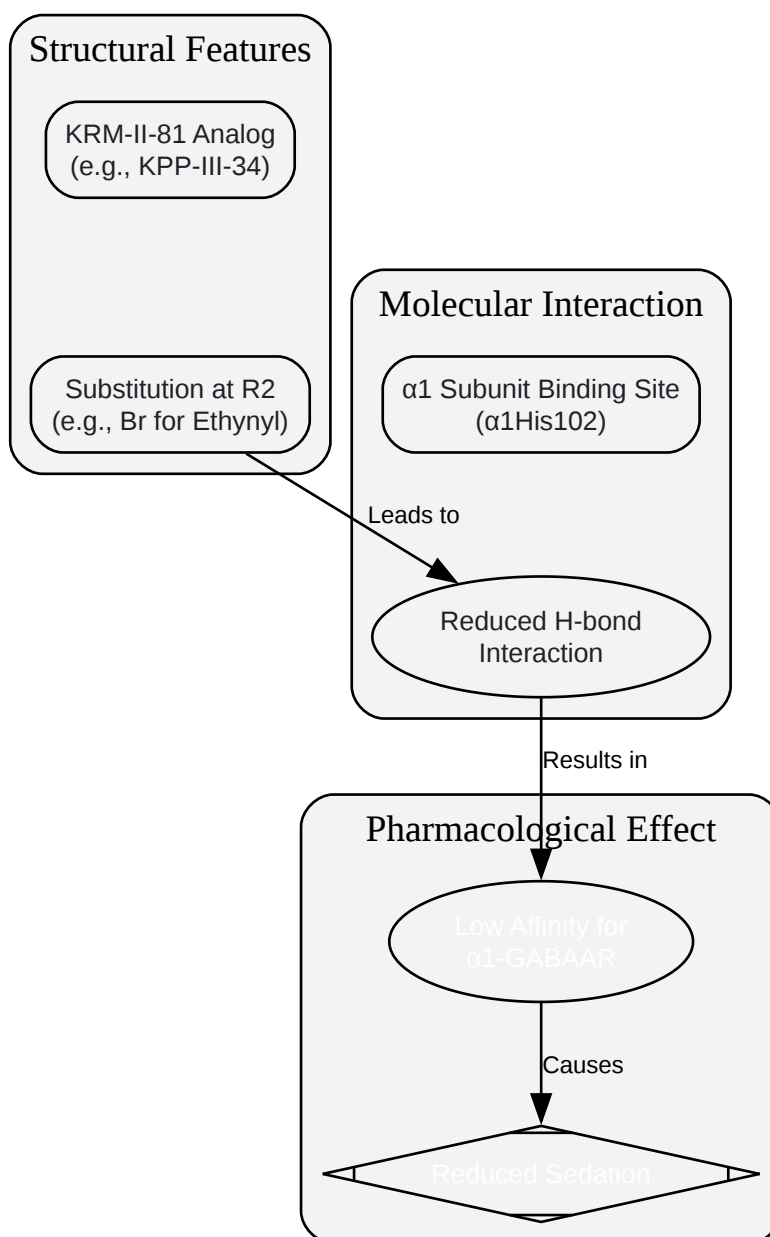 Structural Features
KRM-II-81 Analog
(e.g., KPP-III-34)
Substitution at R2
(e.g., Br for Ethynyl)
Molecular Interaction
α1 Subunit Binding Site
(α1His102)
Leads to
Reduced H-bond
Interaction
Results in
Pharmacological Effect
Low Affinity for
α1-GABAAR
Causes
Reduced Sedation